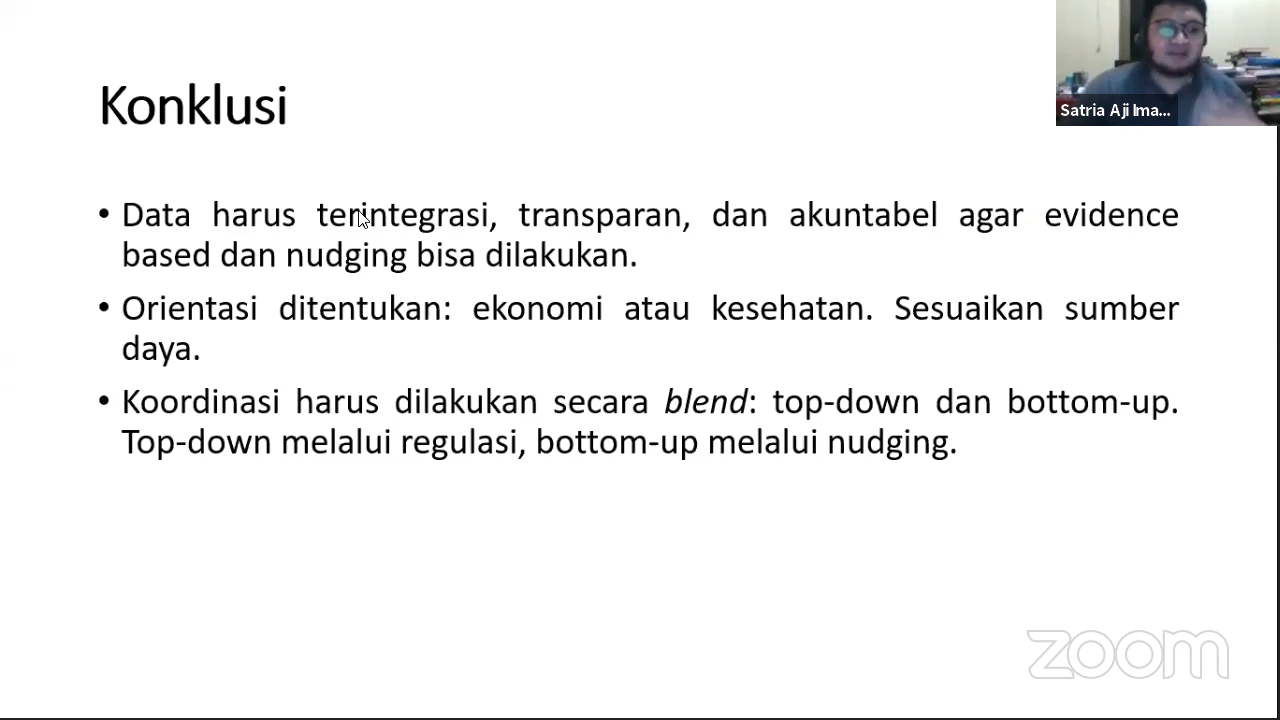 Satria Aji Ima...
Konklusi
• Data harus terintegrasi, transparan, dan akuntabel agar evidence
based dan nudging bisa dilakukan.
• Orientasi ditentukan: ekonomi atau kesehatan. Sesuaikan sumber
daya.
• Koordinasi harus dilakukan secara blend: top-down dan bottom-up.
Top-down melalui regulasi, bottom-up melalui nudging.
zoom